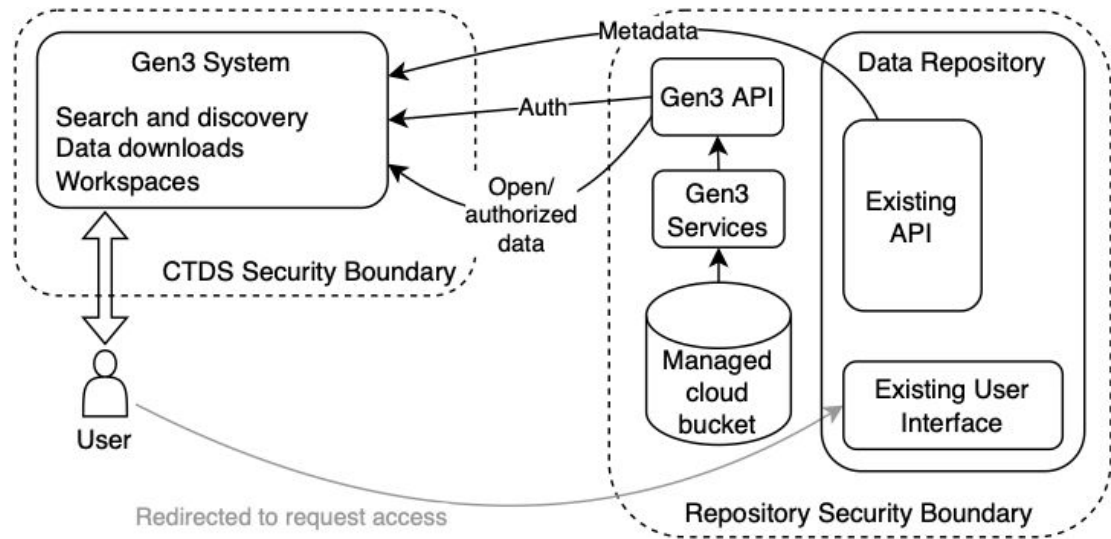 Gen3 System
Search and discovery
Data downloads
Workspaces
CTDS Security Boundary
User
Redirected to request access
Metadata
Auth
Open/
authorized
data
Gen3 API
Gen3
Services
Managed
cloud
bucket
Data Repository
Existing
API
Existing User
Interface
Repository Security Boundary